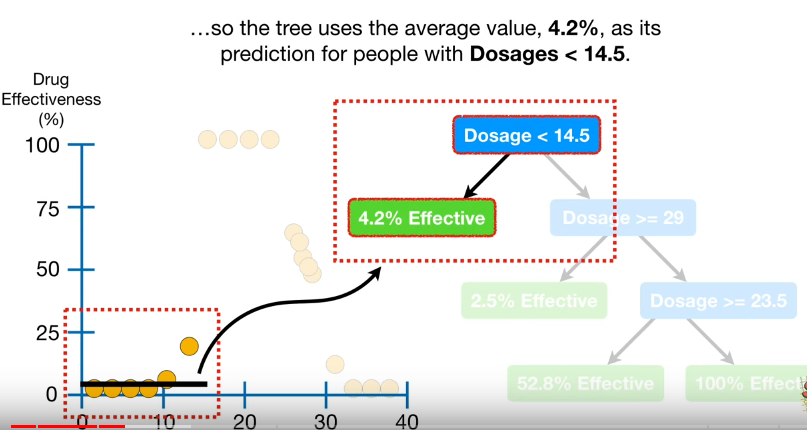 …so the tree uses the average value, 4.2%, as its
prediction for people with Dosages < 14.5.
Drug
Effectiveness
(%)
100
75
50
25
0
Dosage < 14.5
4.2% Effective
Dosage >= 29
2.5% Effective
Dosage >= 23.5
52.8% Effective
100% Effect
0 10 20 30 40